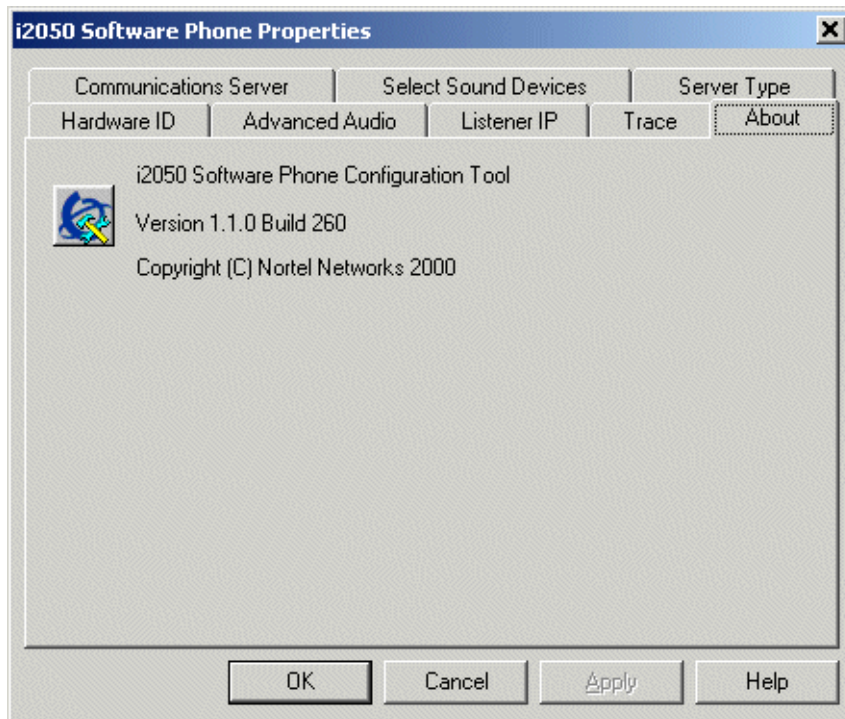 i2050 Software Phone Properties
Communications Server Select Sound Devices Server Type
Hardware ID Advanced Audio Listener IP Trace About
i2050 Software Phone Configuration Tool
Version 1.1.0 Build 260
Copyright (C) Nortel Networks 2000
OK Cancel Apply Help